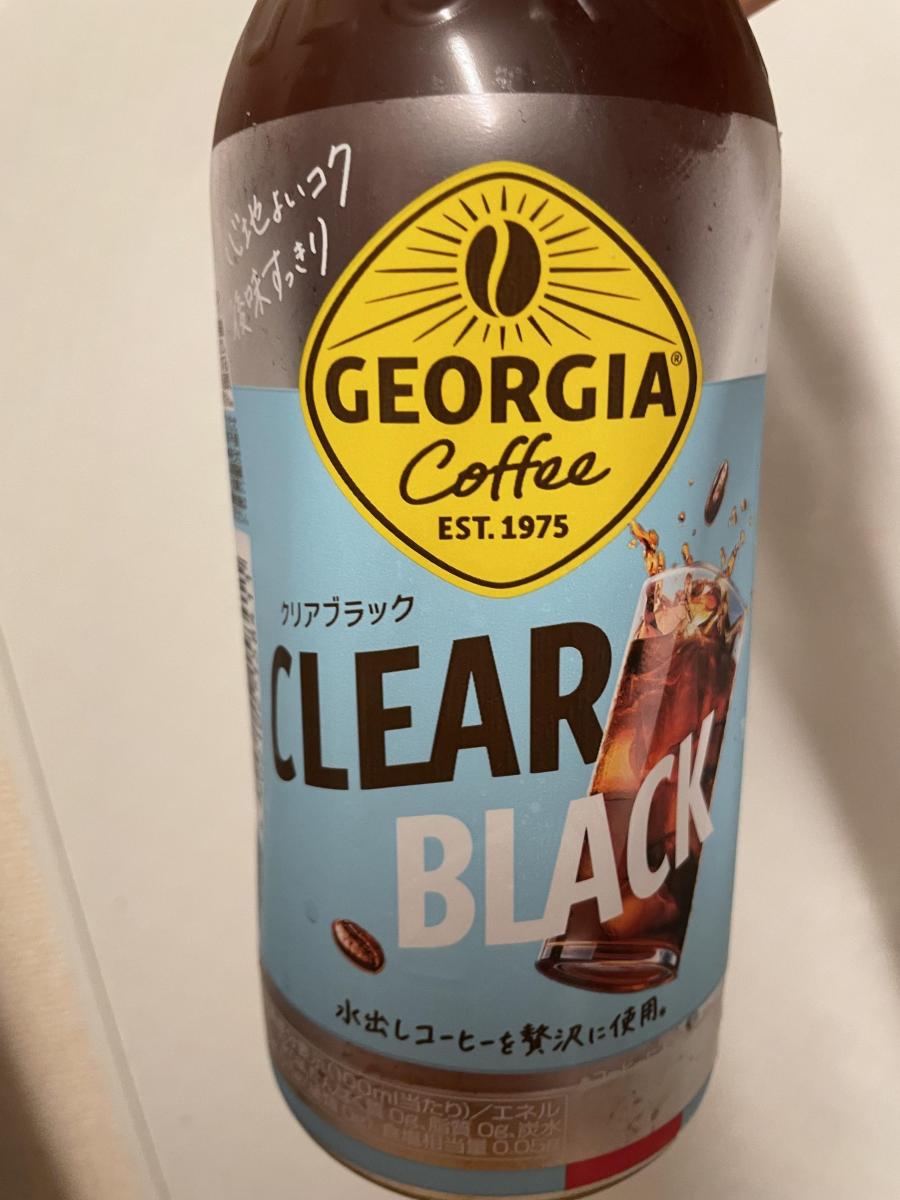 心地よいコク
後味すっきり
GEORGIA®
Coffee
EST. 1975
クリアブラック
CLEAR
BLACK
水出しコーヒーを贅沢に使用。
(100ml当たり)/エネル
0g、脂質 0g、炭水
食塩相当量 0.05g